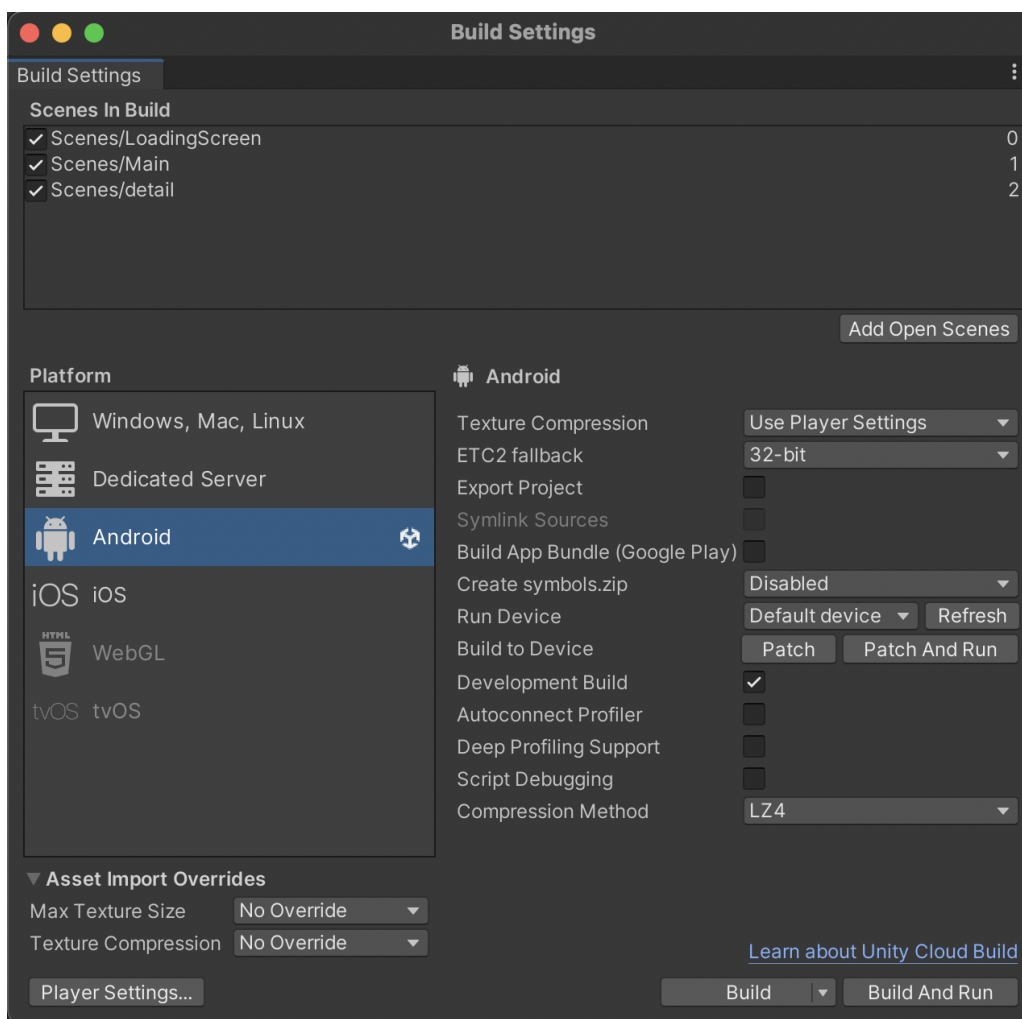 Build Settings
Build Settings
Scenes In Build
Scenes/LoadingScreen 0
Scenes/Main 1
Scenes/detail 2
Add Open Scenes
Platform
Windows, Mac, Linux
Dedicated Server
Android
iOS iOS
HTML 5 WebGL
tvOS tvOS
Android
Texture Compression Use Player Settings
ETC2 fallback 32-bit
Export Project
Symlink Sources
Build App Bundle (Google Play)
Create symbols.zip Disabled
Run Device Default device Refresh
Build to Device Patch Patch And Run
Development Build
Autoconnect Profiler
Deep Profiling Support
Script Debugging
Compression Method LZ4
Asset Import Overrides
Max Texture Size No Override
Texture Compression No Override
Learn about Unity Cloud Build
Player Settings... Build Build And Run